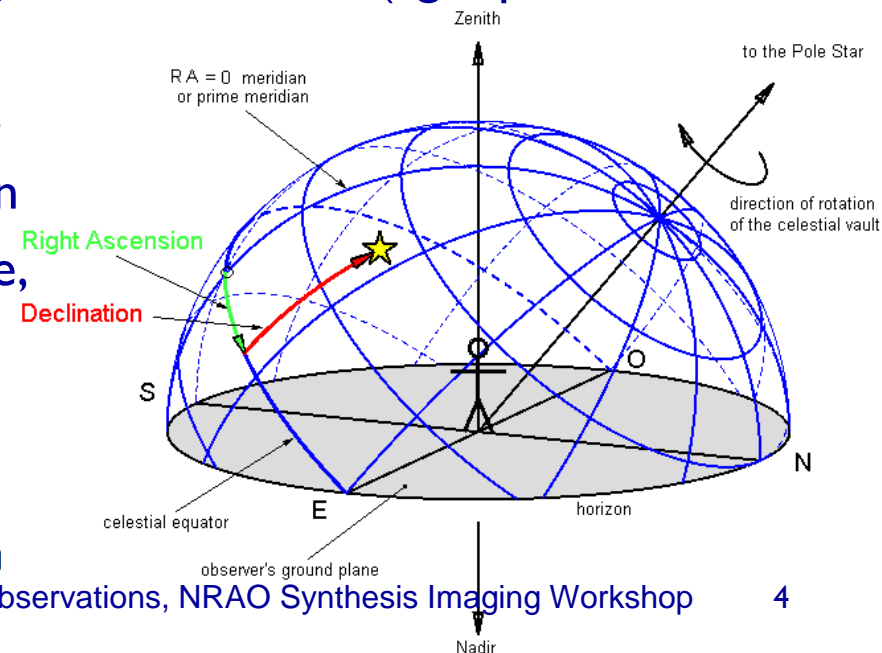 Zenith
to the Pole Star
R A = 0 meridian
or prime meridian
direction of rotation
of the celestial vault
Right Ascension
Declination
S
O
N
E
celestial equator
horizon
observer's ground plane
bservations, NRAO Synthesis Imaging Workshop 4
Nadir